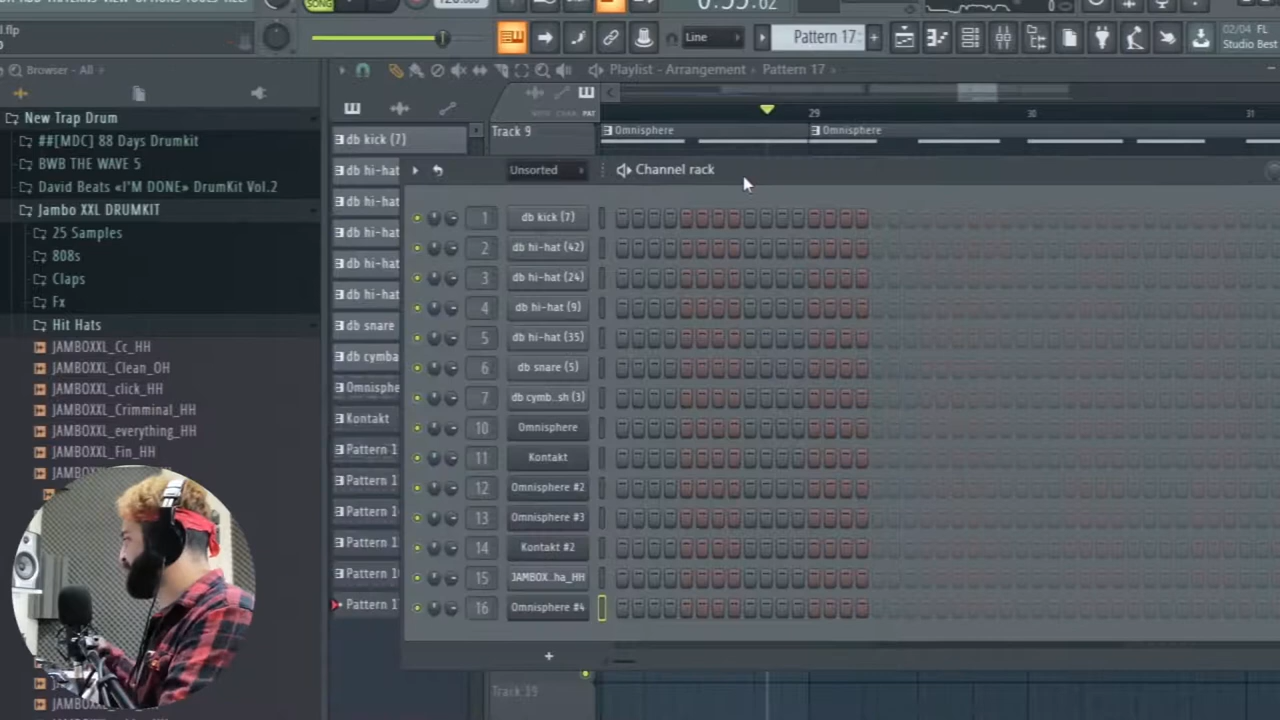 SONG
120.000
0:55:62
l.flp
Line
Pattern 17
02/04 FL
Studio Best
Browser - All
Playlist - Arrangement › Pattern 17 ›
29
30
31
New Trap Drum
##[MDC] 88 Days Drumkit
BWB THE WAVE 5
David Beats «I'M DONE» DrumKit Vol.2
Jambo XXL DRUMKIT
25 Samples
808s
Claps
Fx
Hit Hats
JAMBOXXL_Cc_HH
JAMBOXXL_Clean_OH
JAMBOXXL_click_HH
JAMBOXXL_Crimminal_HH
JAMBOXXL_everything_HH
JAMBOXXL_Fin_HH
db kick (7)
db hi-hat
db hi-hat
db hi-hat
db hi-hat
db hi-hat
db snare
db cymba
Omnisphe
Kontakt
Pattern 1
Pattern 1
Pattern 1
Pattern 1
Pattern 1
Pattern 1
Track 9
Omnisphere
Omnisphere
Unsorted
Channel rack
1 db kick (7)
2 db hi-hat (42)
3 db hi-hat (24)
4 db hi-hat (9)
5 db hi-hat (35)
6 db snare (5)
7 db cymb..sh (3)
10 Omnisphere
11 Kontakt
12 Omnisphere #2
13 Omnisphere #3
14 Kontakt #2
15 JAMBOX..ha_HH
16 Omnisphere #4
+
Track 19